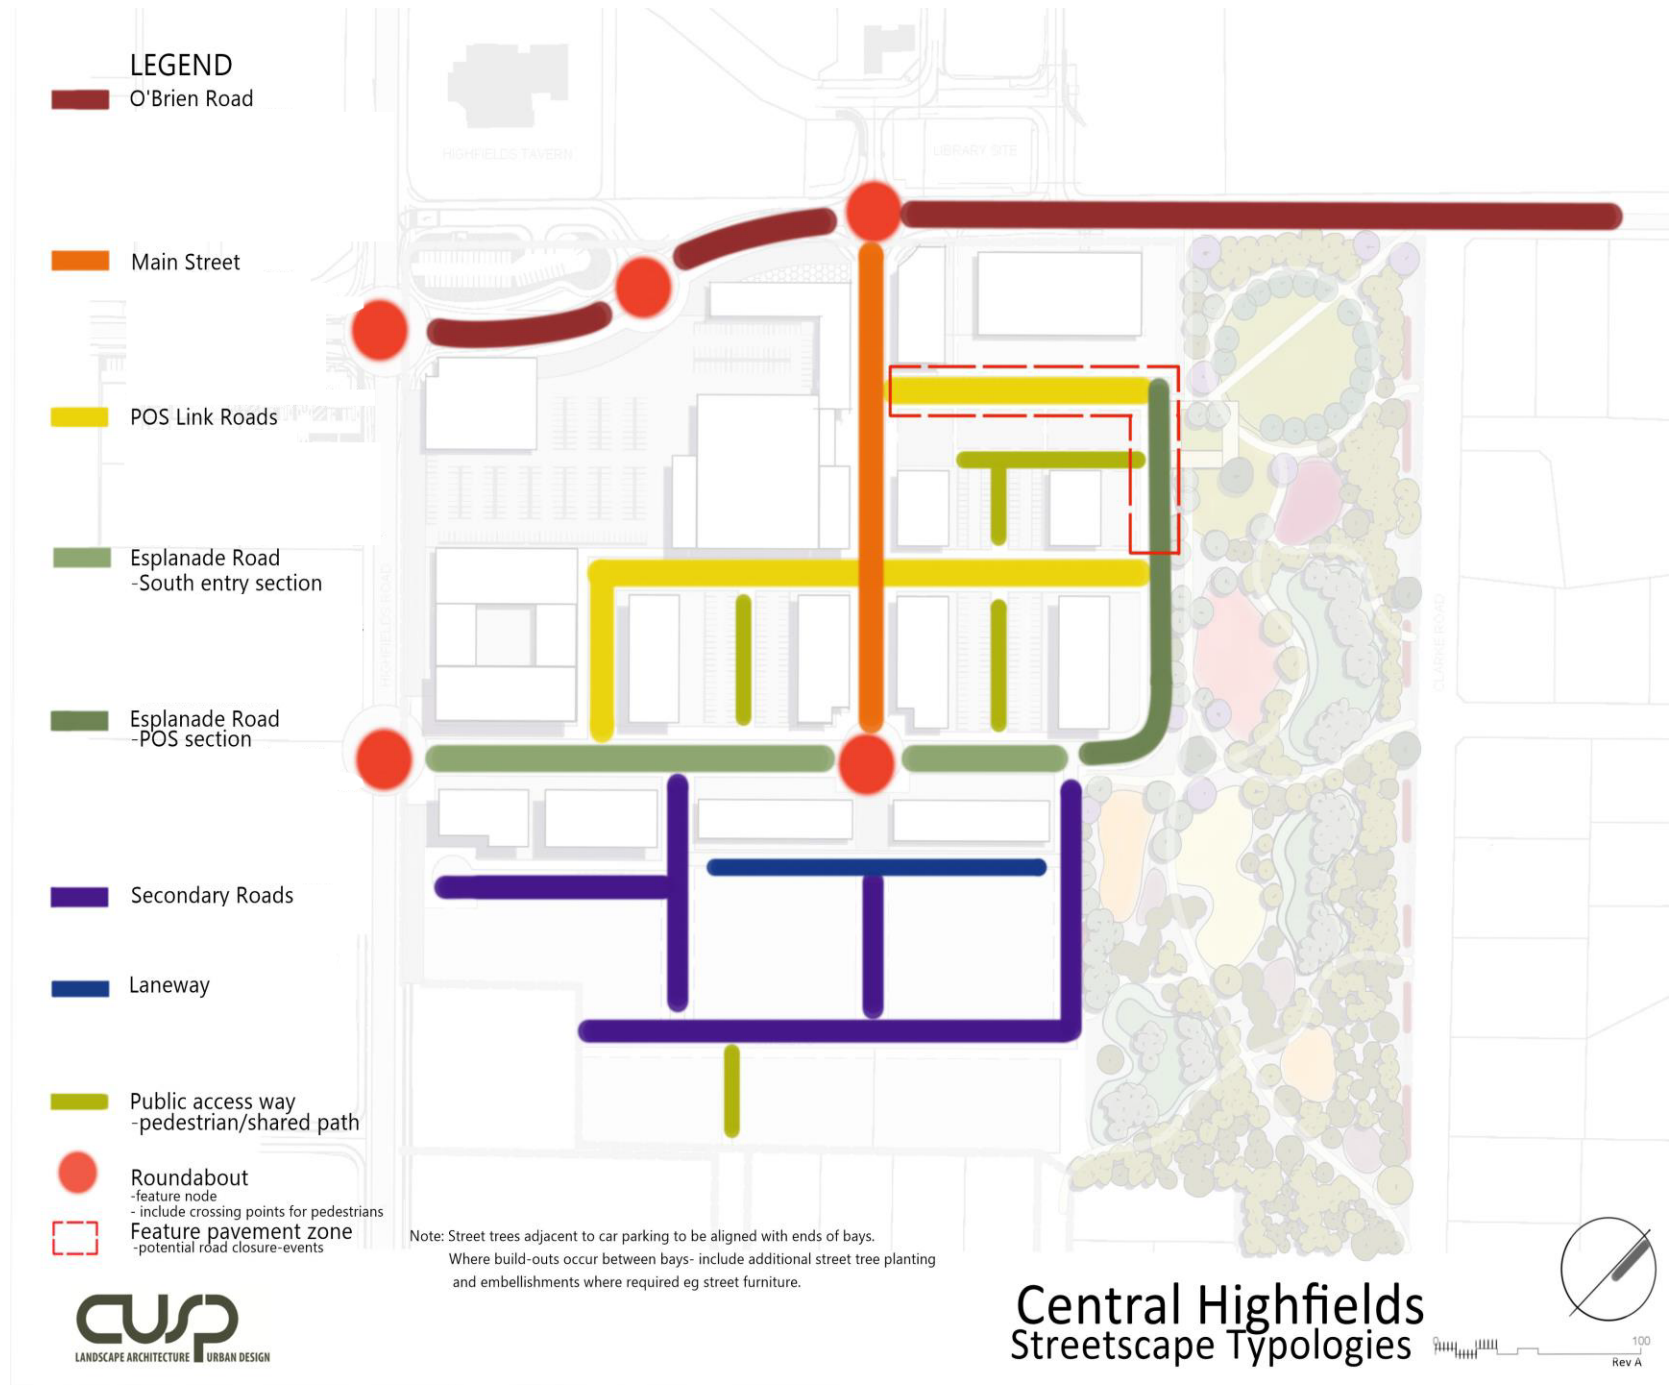 LEGEND
O'Brien Road
Main Street
POS Link Roads
Esplanade Road
-South entry section
Esplanade Road
-POS section
Secondary Roads
Laneway
Public access way
-pedestrian/shared path
Roundabout
-feature node
- include crossing points for pedestrians
Feature pavement zone
-potential road closure-events
HIGHFIELDS TAVERN
LIBRARY SITE
HIGHFIELDS ROAD
CLARKE ROAD
Note: Street trees adjacent to car parking to be aligned with ends of bays.
Where build-outs occur between bays- include additional street tree planting
and embellishments where required eg street furniture.
cusp
LANDSCAPE ARCHITECTURE URBAN DESIGN
Central Highfields
Streetscape Typologies
0 100
Rev A